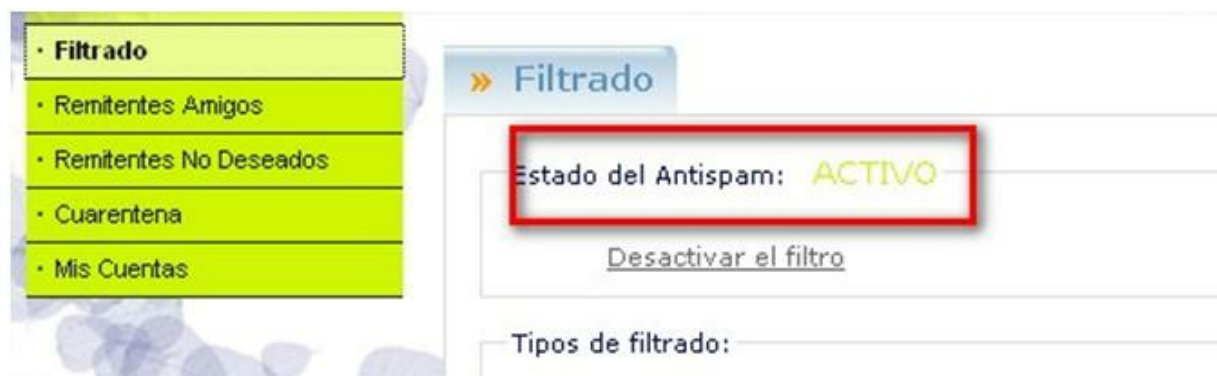 · Filtrado
· Remitentes Amigos
· Remitentes No Deseados
· Cuarentena
· Mis Cuentas
» Filtrado
Estado del Antispam: ACTIVO
Desactivar el filtro
Tipos de filtrado: